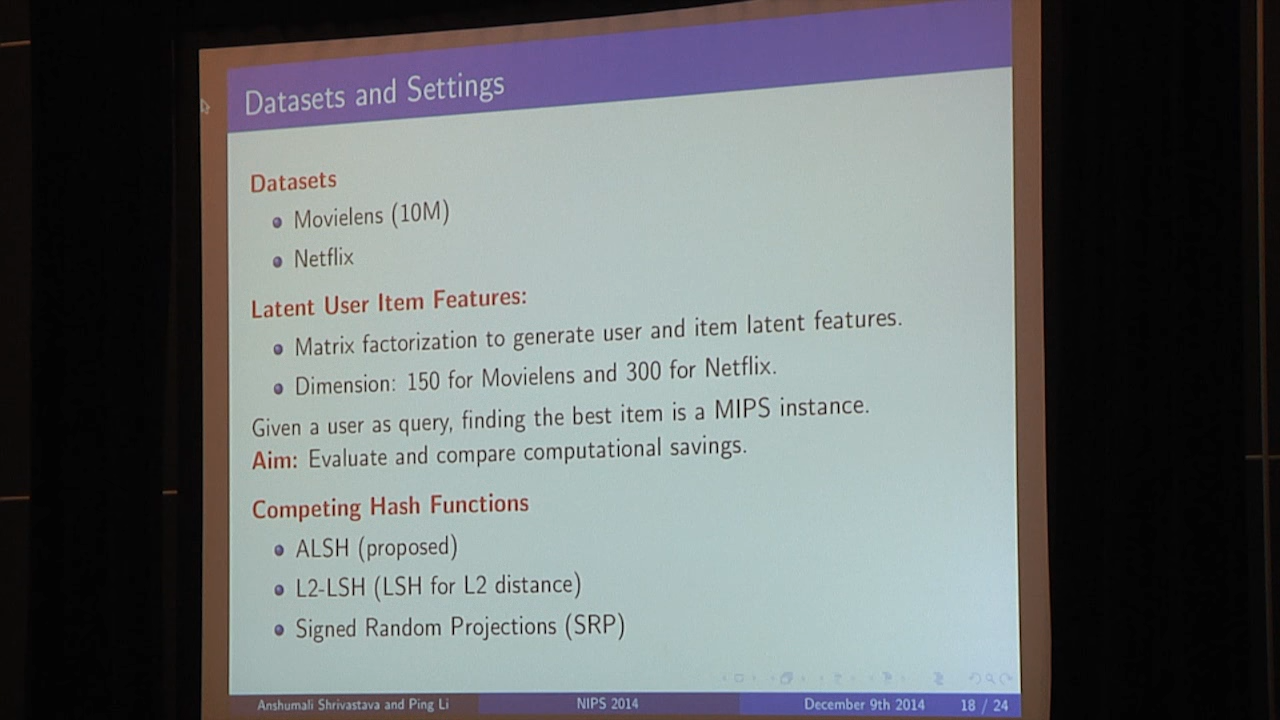 Datasets and Settings
Datasets
Movielens (10M)
Netflix
Latent User Item Features:
Matrix factorization to generate user and item latent features.
Dimension: 150 for Movielens and 300 for Netflix.
Given a user as query, finding the best item is a MIPS instance.
Aim: Evaluate and compare computational savings.
Competing Hash Functions
ALSH (proposed)
L2-LSH (LSH for L2 distance)
Signed Random Projections (SRP)
Anshumali Shrivastava and Ping Li NIPS 2014 December 9th 2014 18 / 24